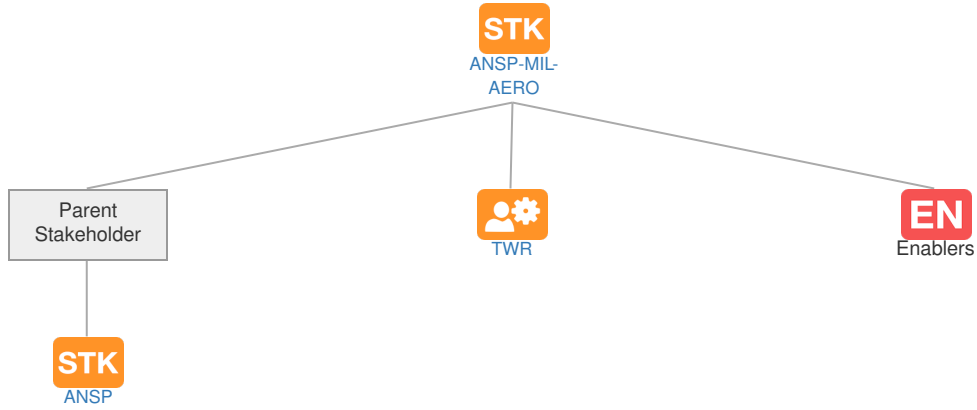 STK
ANSP-MIL-
AERO
Parent
Stakeholder
TWR
EN
Enablers
STK
ANSP